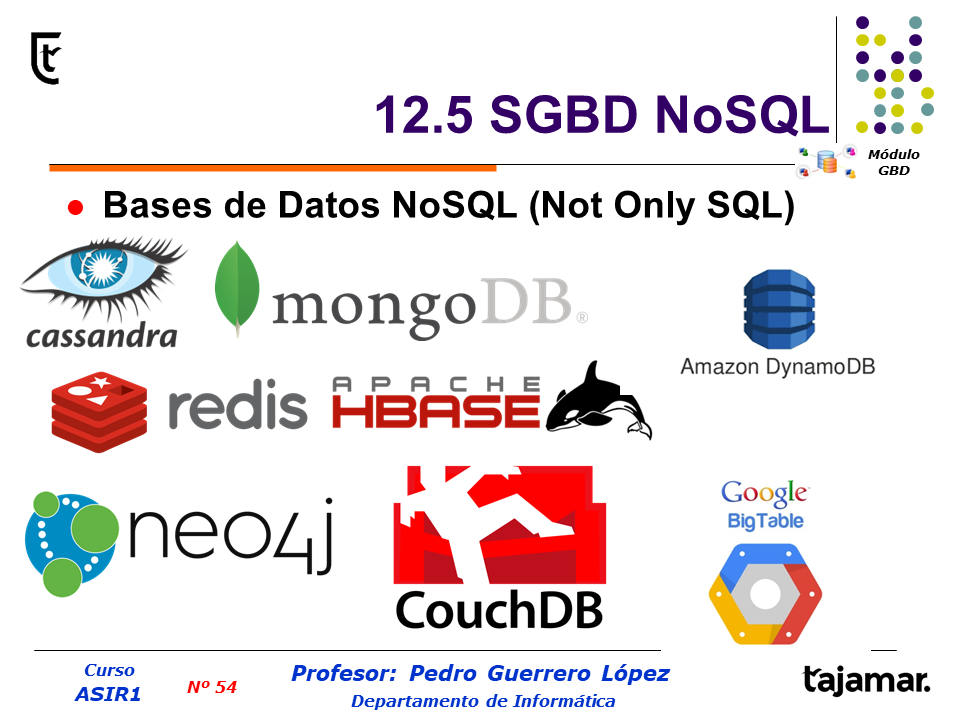 12.5 SGBD NoSQL
Módulo
GBD
Bases de Datos NoSQL (Not Only SQL)
cassandra
mongoDB®
Amazon DynamoDB
redis
APACHE
HBASE
neo4j
CouchDB
Google
BigTable
Curso
ASIR1
Nº 54
Profesor: Pedro Guerrero López
Departamento de Informática
tajamar.